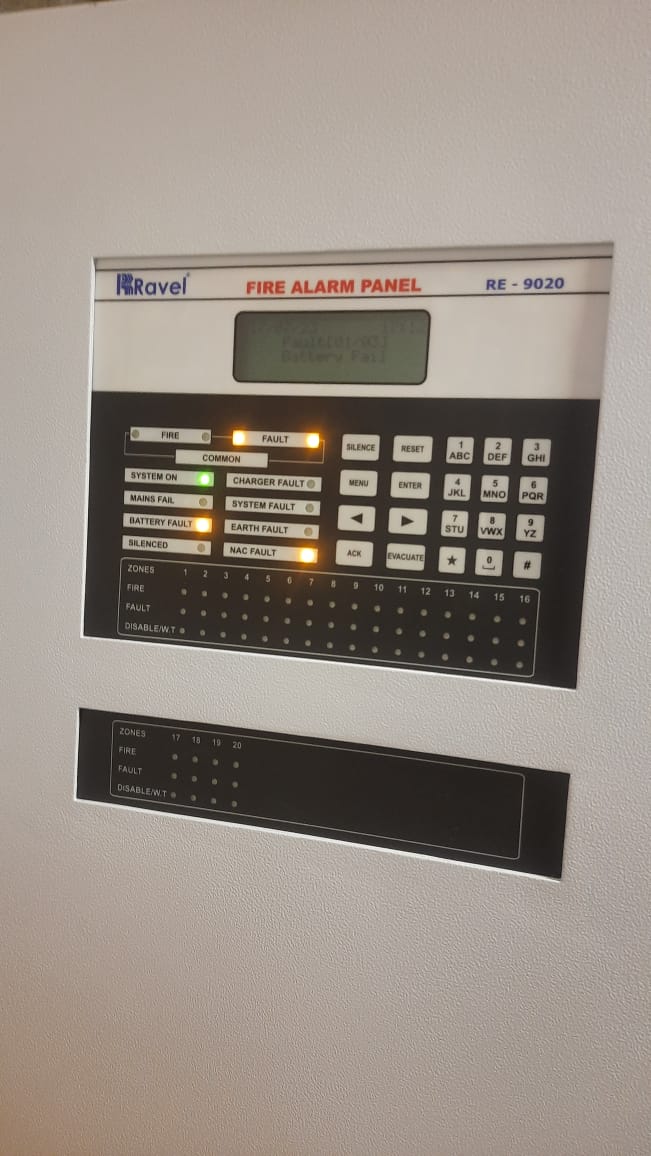 Ravel
FIRE ALARM PANEL
RE - 9020
Fault[01/03]
Battery Fail
FIRE
FAULT
COMMON
SYSTEM ON
CHARGER FAULT
MAINS FAIL
SYSTEM FAULT
BATTERY FAULT
EARTH FAULT
SILENCED
NAC FAULT
SILENCE
RESET
1 ABC
2 DEF
3 GHI
MENU
ENTER
4 JKL
5 MNO
6 PQR
7 STU
8 VWX
9 YZ
ACK
EVACUATE
★
0
#
ZONES 1 2 3 4 5 6 7 8 9 10 11 12 13 14 15 16
FIRE
FAULT
DISABLE/W.T
ZONES 17 18 19 20
FIRE
FAULT
DISABLE/W.T